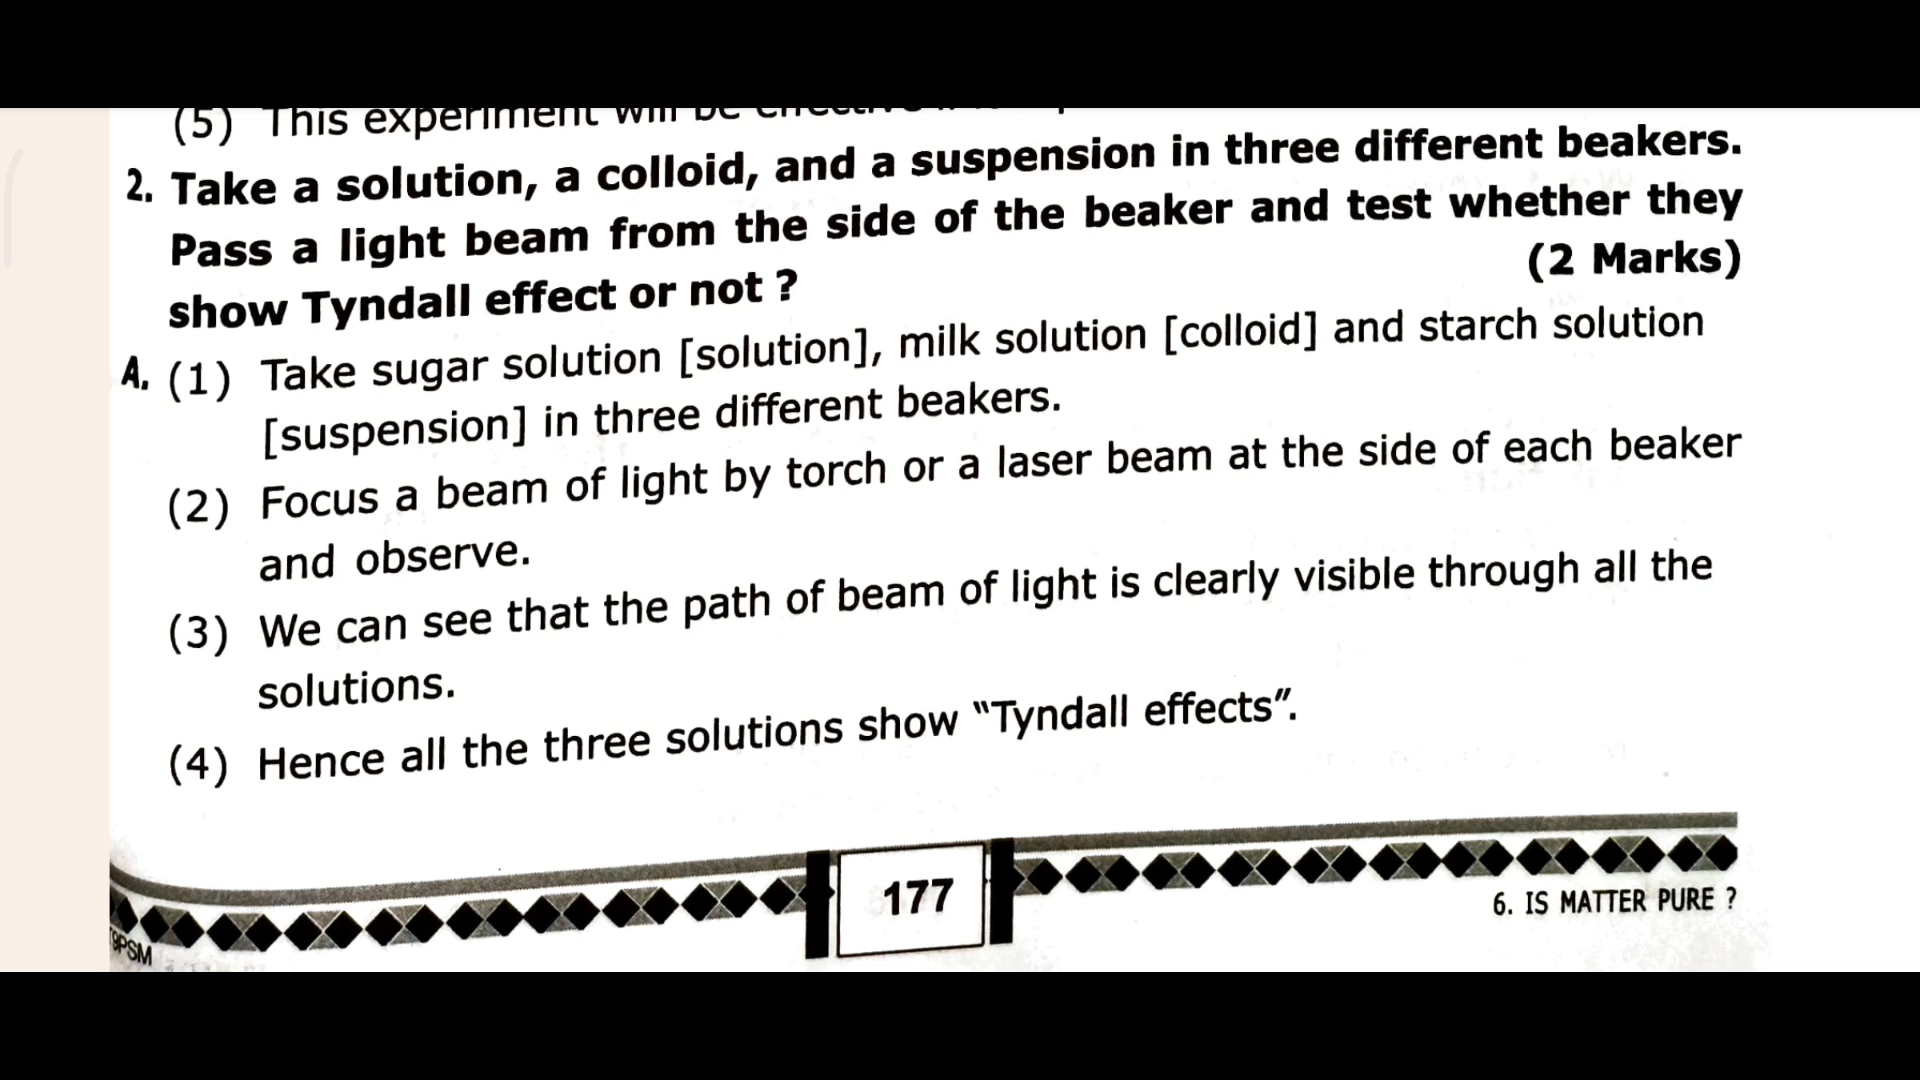 (5) This experiment will be
2. Take a solution, a colloid, and a suspension in three different beakers.
Pass a light beam from the side of the beaker and test whether they
show Tyndall effect or not ? (2 Marks)
A. (1) Take sugar solution [solution], milk solution [colloid] and starch solution
[suspension] in three different beakers.
(2) Focus a beam of light by torch or a laser beam at the side of each beaker
and observe.
(3) We can see that the path of beam of light is clearly visible through all the
solutions.
(4) Hence all the three solutions show “Tyndall effects”.
177
6. IS MATTER PURE ?
9PSM